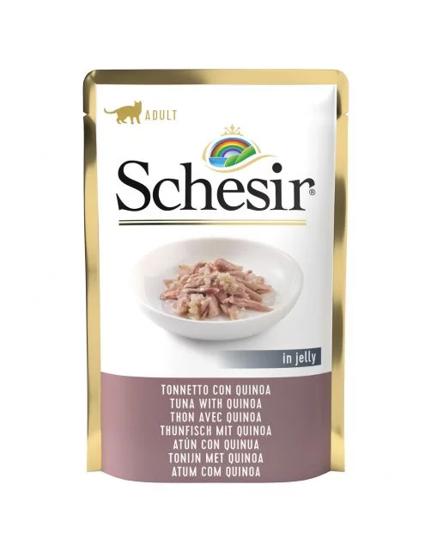 ADULT
Schesir®
in jelly
TONNETTO CON QUINOA
TUNA WITH QUINOA
THON AVEC QUINOA
THUNFISCH MIT QUINOA
ATÚN CON QUINUA
TONIJN MET QUINOA
ATUM COM QUINOA